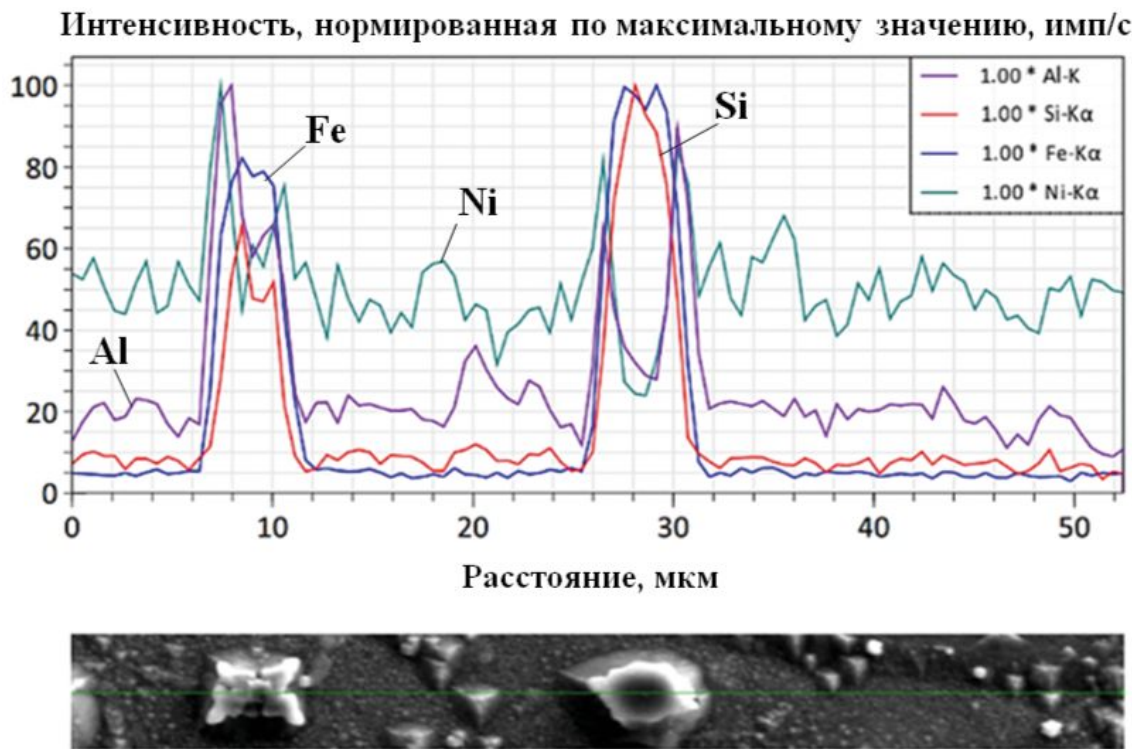 Интенсивность, нормированная по максимальному значению, имп/с
100
80
60
40
20
0
Fe
Ni
Si
Al
1.00 * Al-K
1.00 * Si-Kα
1.00 * Fe-Kα
1.00 * Ni-Kα
0 10 20 30 40 50
Расстояние, мкм